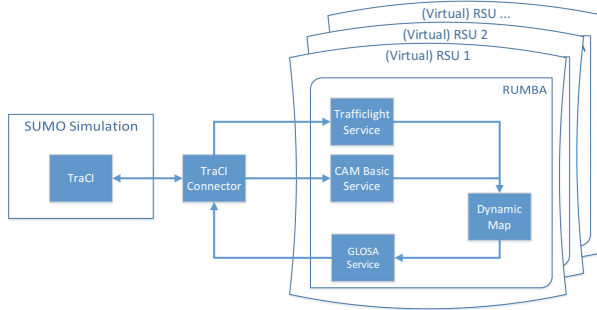 (Virtual) RSU ...
(Virtual) RSU 2
(Virtual) RSU 1
RUMBA
SUMO Simulation
TraCI
TraCI
Connector
Trafficlight
Service
CAM Basic
Service
Dynamic
Map
GLOSA
Service